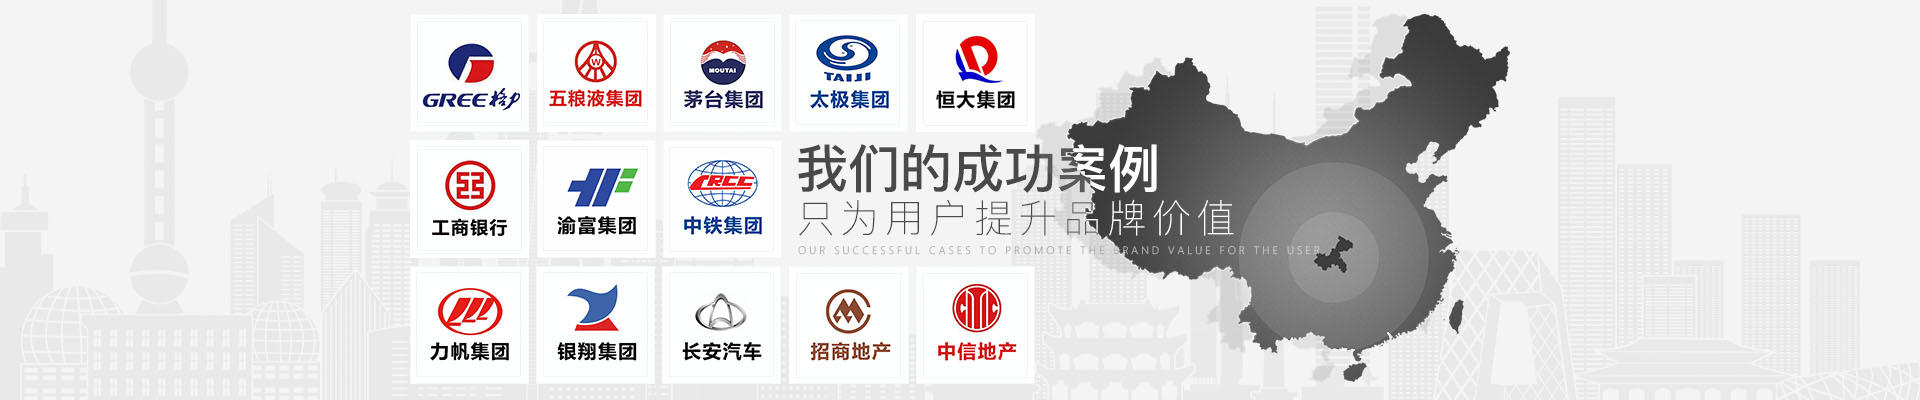 GREE格力
W
五粮液集团
MOUTAI
茅台集团
TAIJI
太极集团
恒大集团
工商银行
渝富集团
CRCC
中铁集团
我们的成功案例
只为用户提升品牌价值
OUR SUCCESSFUL CASES TO PROMOTE THE BRAND VALUE FOR THE USER
力帆集团
银翔集团
长安汽车
招商地产
CITIC
中信地产